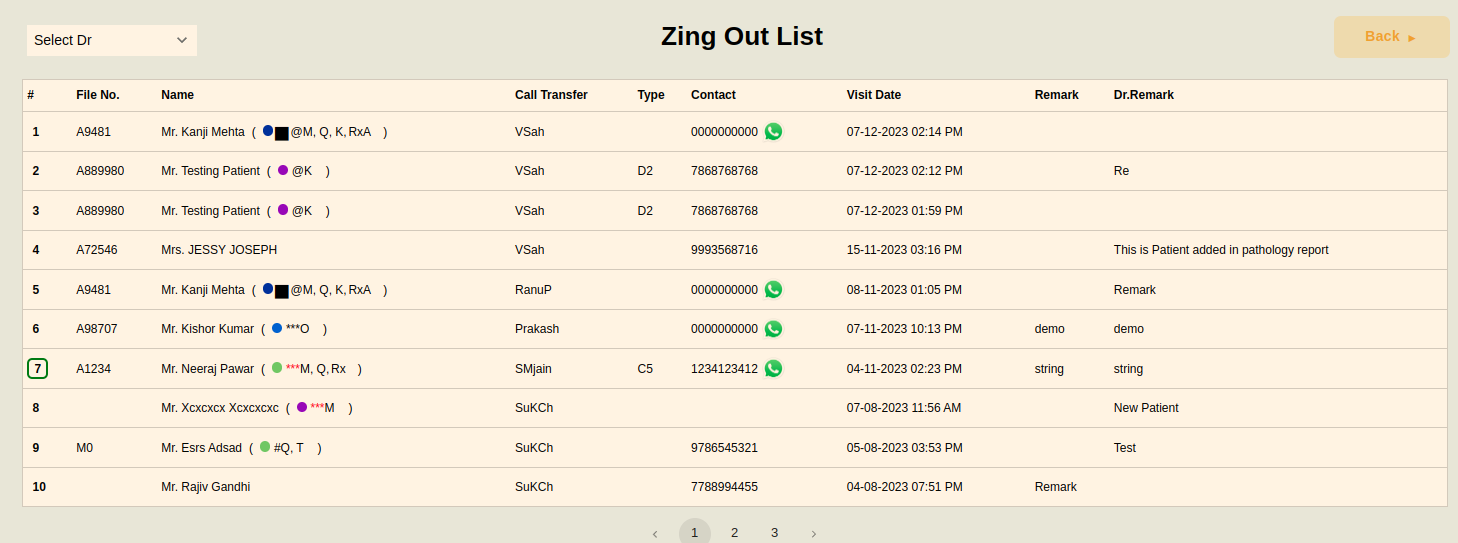 Select Dr
Zing Out List
Back ►
# File No. Name Call Transfer Type Contact Visit Date Remark Dr.Remark
1 A9481 Mr. Kanji Mehta ( @M, Q, K, RxA ) VSah 0000000000 07-12-2023 02:14 PM
2 A889980 Mr. Testing Patient ( @K ) VSah D2 7868768768 07-12-2023 02:12 PM Re
3 A889980 Mr. Testing Patient ( @K ) VSah D2 7868768768 07-12-2023 01:59 PM
4 A72546 Mrs. JESSY JOSEPH VSah 9993568716 15-11-2023 03:16 PM This is Patient added in pathology report
5 A9481 Mr. Kanji Mehta ( @M, Q, K, RxA ) RanuP 0000000000 08-11-2023 01:05 PM Remark
6 A98707 Mr. Kishor Kumar ( ***O ) Prakash 0000000000 07-11-2023 10:13 PM demo demo
7 A1234 Mr. Neeraj Pawar ( ***M, Q, Rx ) SMjain C5 1234123412 04-11-2023 02:23 PM string string
8 Mr. Xcxcxcx Xcxcxcxc ( ***M ) SuKCh 07-08-2023 11:56 AM New Patient
9 M0 Mr. Esrs Adsad ( #Q, T ) SuKCh 9786545321 05-08-2023 03:53 PM Test
10 Mr. Rajiv Gandhi SuKCh 7788994455 04-08-2023 07:51 PM Remark
‹ 1 2 3 ›